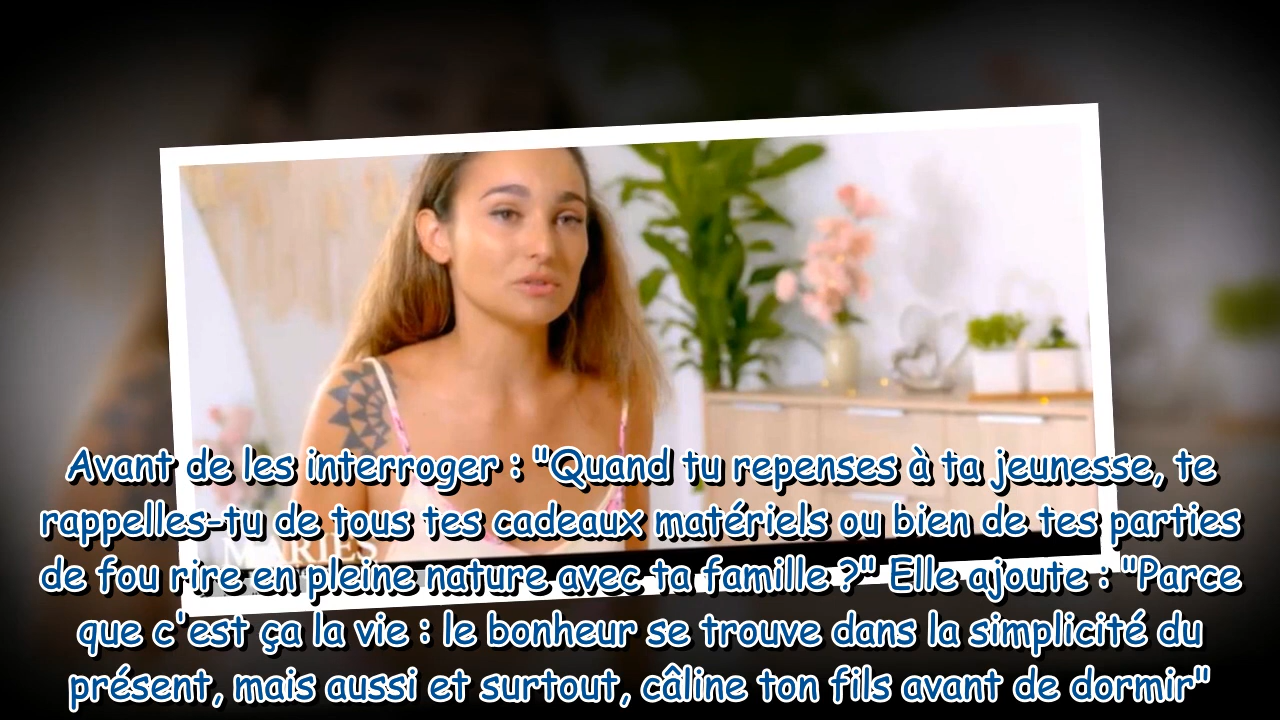 Avant de les interroger : "Quand tu repenses à ta jeunesse, te
rappelles-tu de tous tes cadeaux matériels ou bien de tes parties
de fou rire en pleine nature avec ta famille ?" Elle ajoute : "Parce
que c'est ça la vie : le bonheur se trouve dans la simplicité du
présent, mais aussi et surtout, câline ton fils avant de dormir"
MARIÉS